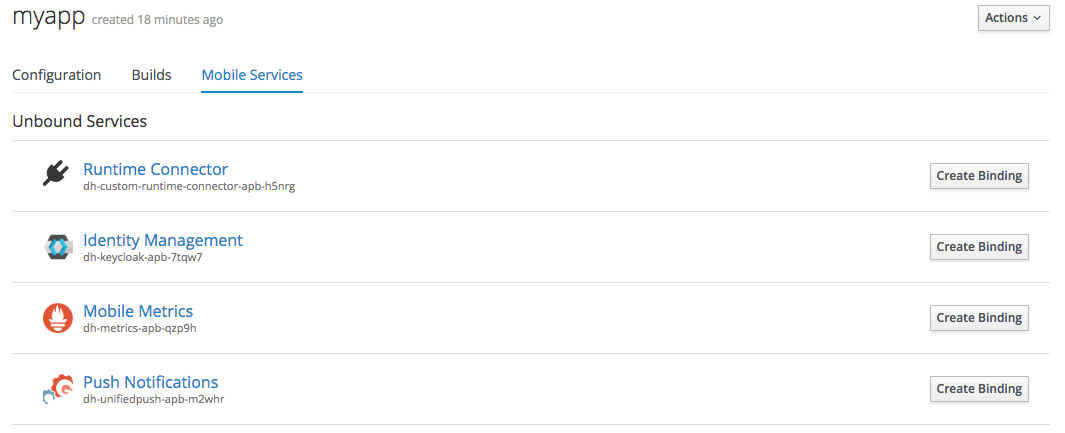 myapp created 18 minutes ago
Actions
Configuration Builds Mobile Services
Unbound Services
Runtime Connector
dh-custom-runtime-connector-apb-h5nrg
Create Binding
Identity Management
dh-keycloak-apb-7tqw7
Create Binding
Mobile Metrics
dh-metrics-apb-qzp9h
Create Binding
Push Notifications
dh-unifiedpush-apb-m2whr
Create Binding